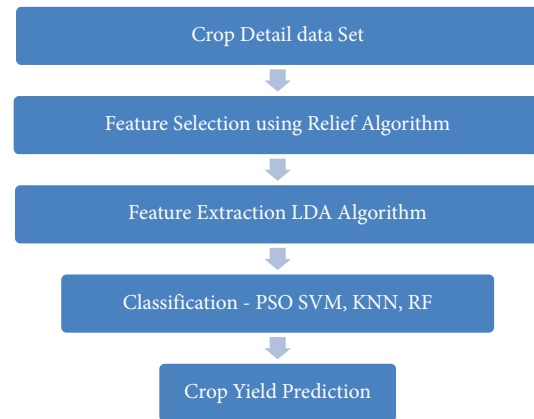 Crop Detail data Set
Feature Selection using Relief Algorithm
Feature Extraction LDA Algorithm
Classification - PSO SVM, KNN, RF
Crop Yield Prediction